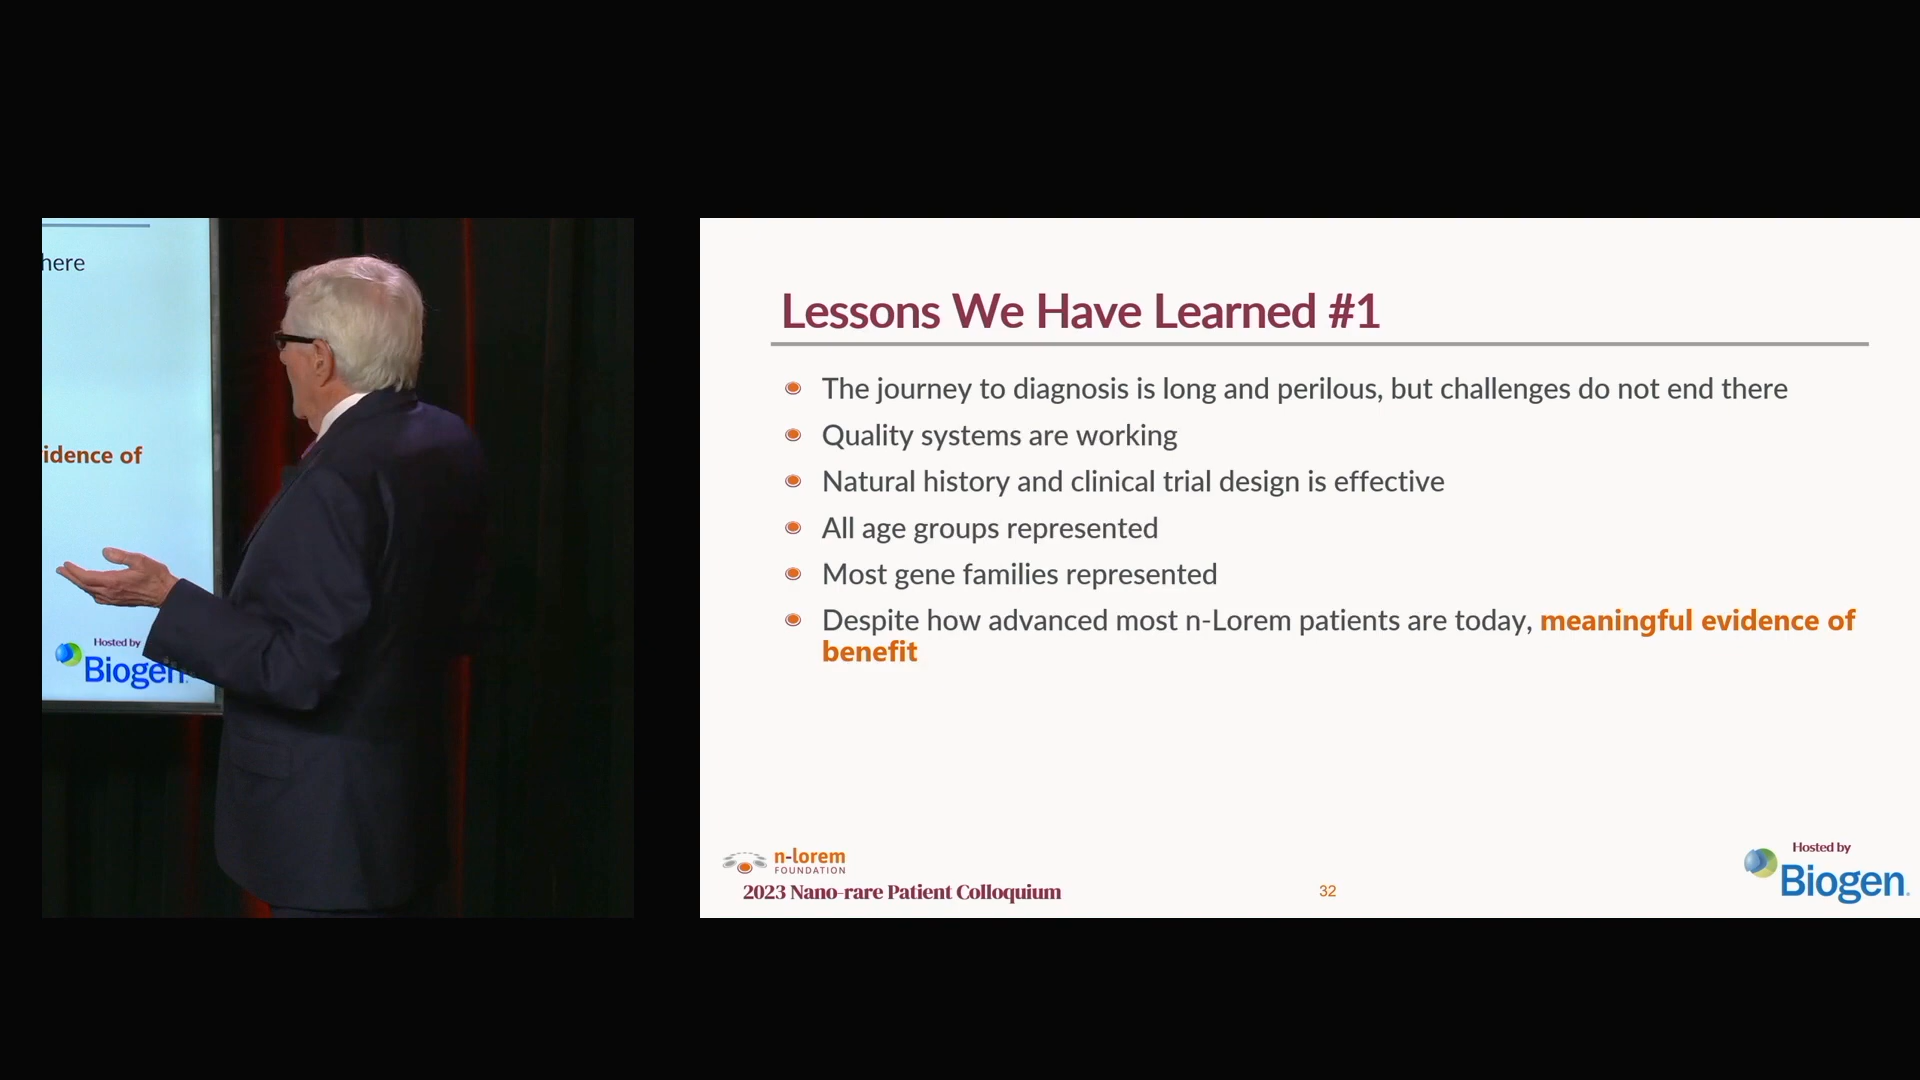 here
idence of
Hosted by
Biogen.
Lessons We Have Learned #1
The journey to diagnosis is long and perilous, but challenges do not end there
Quality systems are working
Natural history and clinical trial design is effective
All age groups represented
Most gene families represented
Despite how advanced most n-Lorem patients are today, meaningful evidence of
benefit
n-lorem
FOUNDATION
2023 Nano-rare Patient Colloquium
32
Hosted by
Biogen.